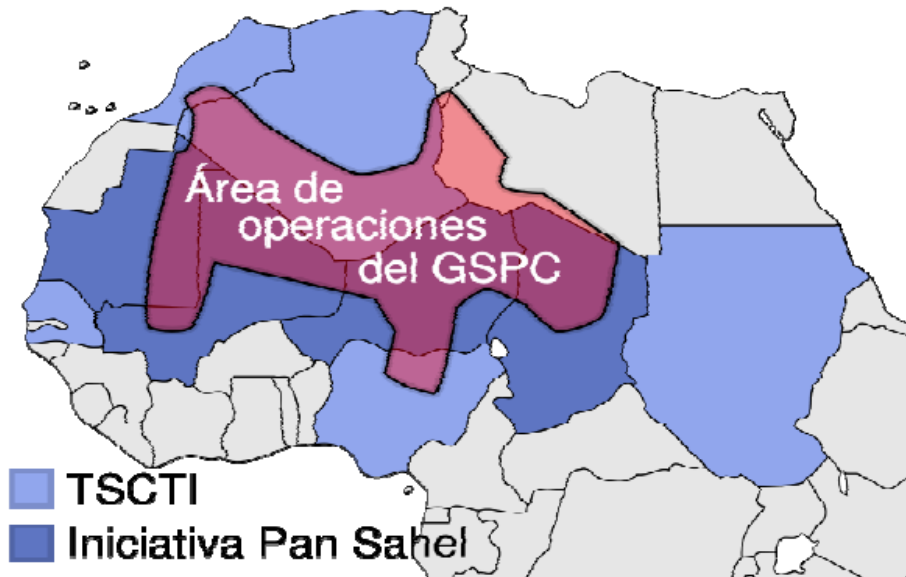 Área de
operaciones
del GSPC
TSCTI
Iniciativa Pan Sahel